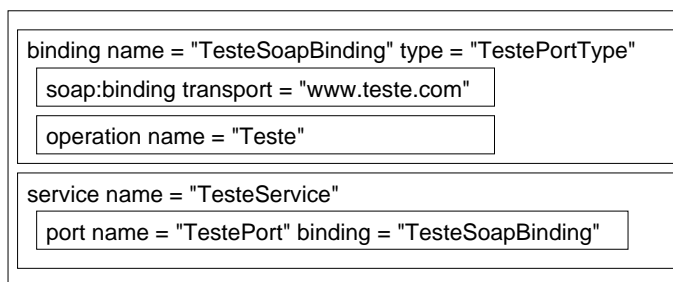 binding name = "TesteSoapBinding" type = "TestePortType"
soap:binding transport = "www.teste.com"
operation name = "Teste"
service name = "TesteService"
port name = "TestePort" binding = "TesteSoapBinding"